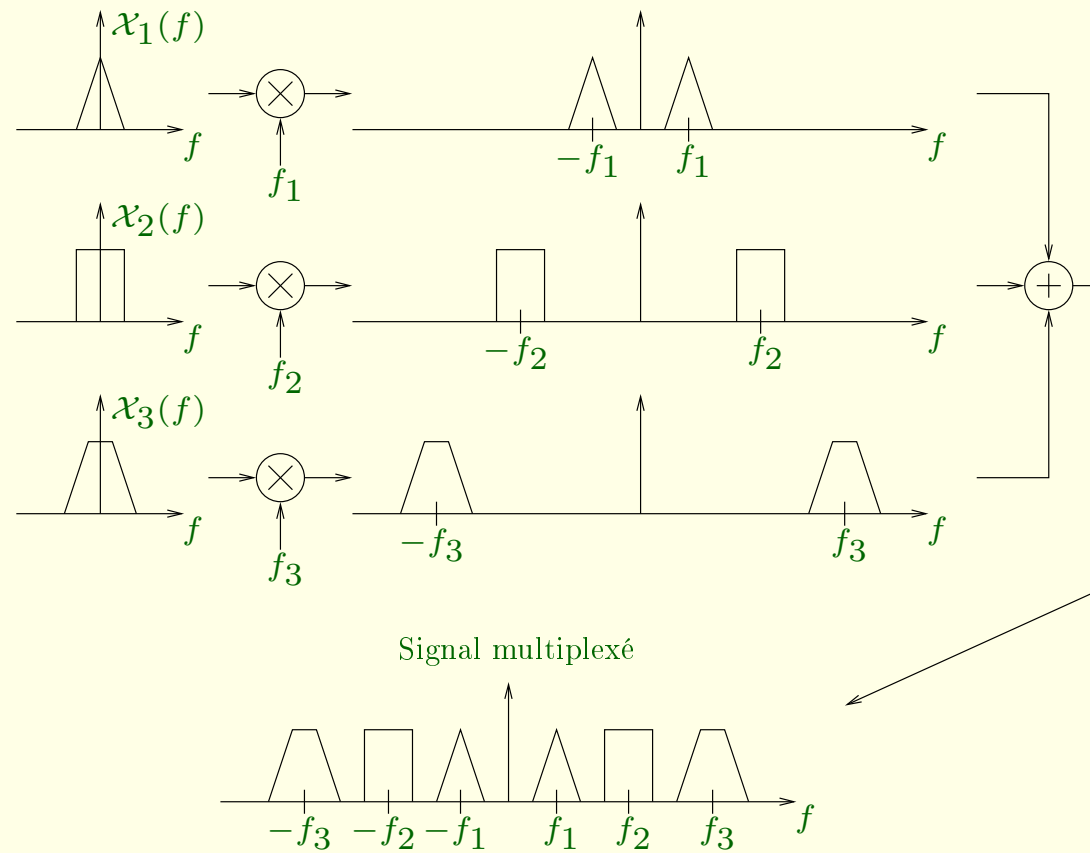 𝒳₁(f)
f
f₁
−f₁
f₁
f
𝒳₂(f)
f
f₂
−f₂
f₂
f
𝒳₃(f)
f
f₃
−f₃
f₃
f
Signal multiplexé
−f₃ −f₂ −f₁ f₁ f₂ f₃ f